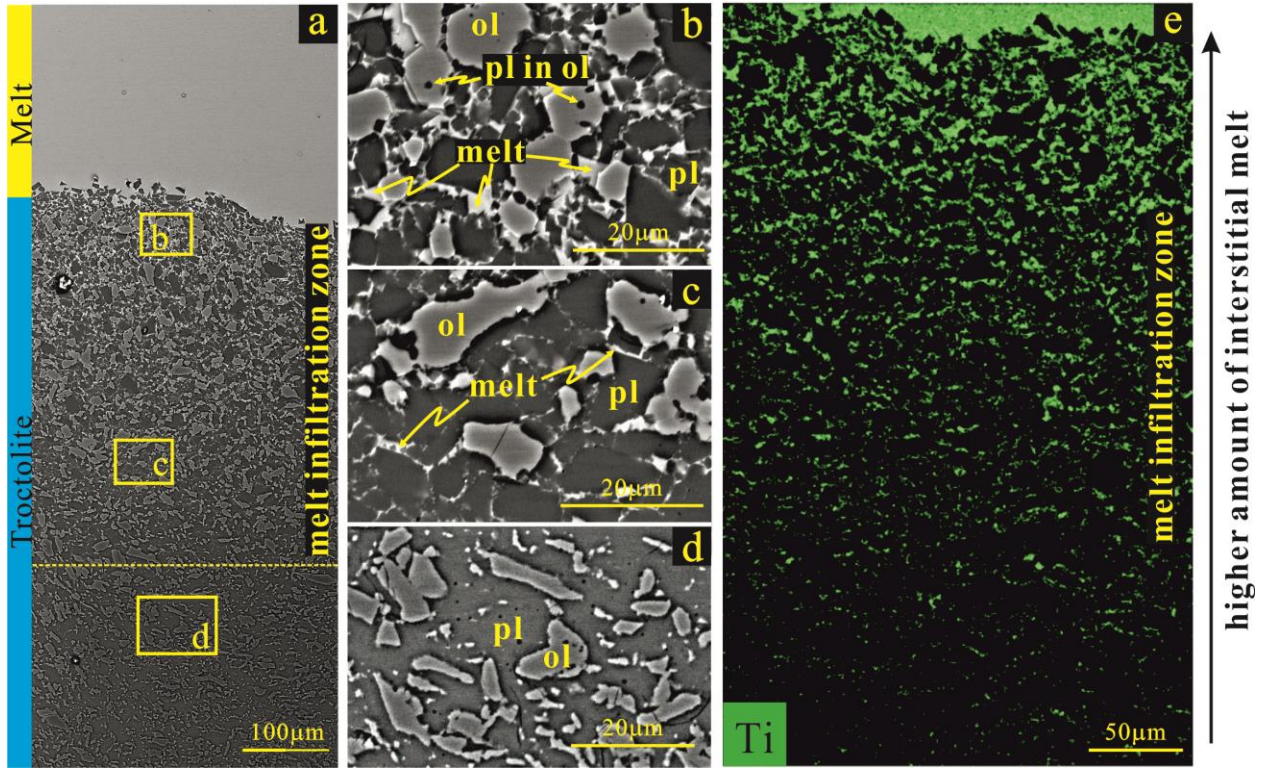 a
Melt
Troctolite
b
c
d
melt infiltration zone
100μm
b
ol
pl in ol
melt
pl
20μm
c
ol
melt
pl
20μm
d
pl
ol
20μm
e
melt infiltration zone
Ti
50μm
higher amount of interstitial melt